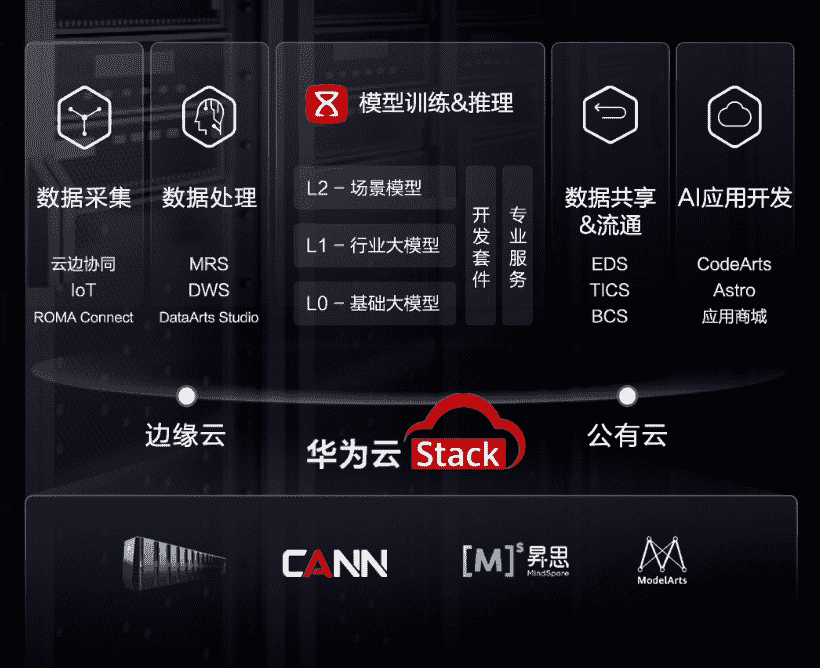 数据采集
云边协同
IoT
ROMA Connect
数据处理
MRS
DWS
DataArts Studio
模型训练&推理
L2 – 场景模型
L1 – 行业大模型
L0 – 基础大模型
开发套件
专业服务
数据共享
&流通
EDS
TICS
BCS
AI应用开发
CodeArts
Astro
应用商城
边缘云
华为云 Stack
公有云
CANN
[M]s 昇思
MindSpore
ModelArts